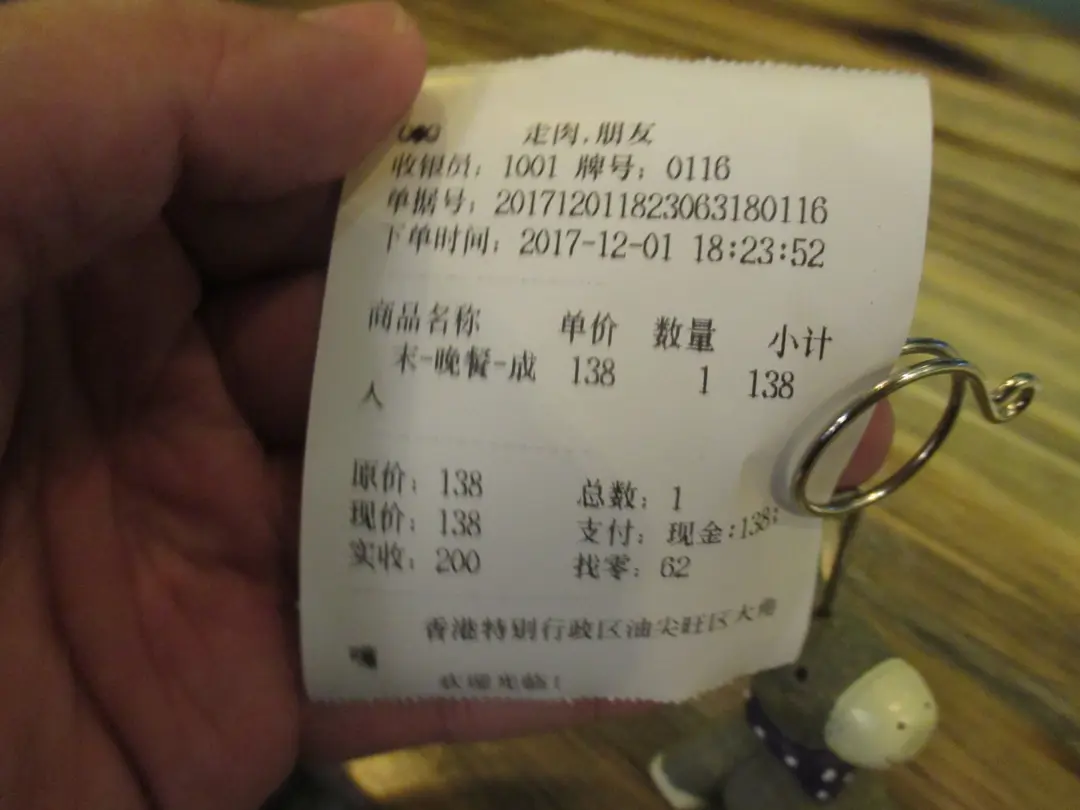 走肉.朋友
收银员: 1001 牌号: 0116
单据号: 201712011823063180116
下单时间: 2017-12-01 18:23:52
商品名称 单价 数量 小计
末-晚餐-成 138 1 138
人
原价: 138 总数: 1
现价: 138 支付: 现金:138;
实收: 200 找零: 62
香港特别行政区油尖旺区大角
嘴
欢迎光临!